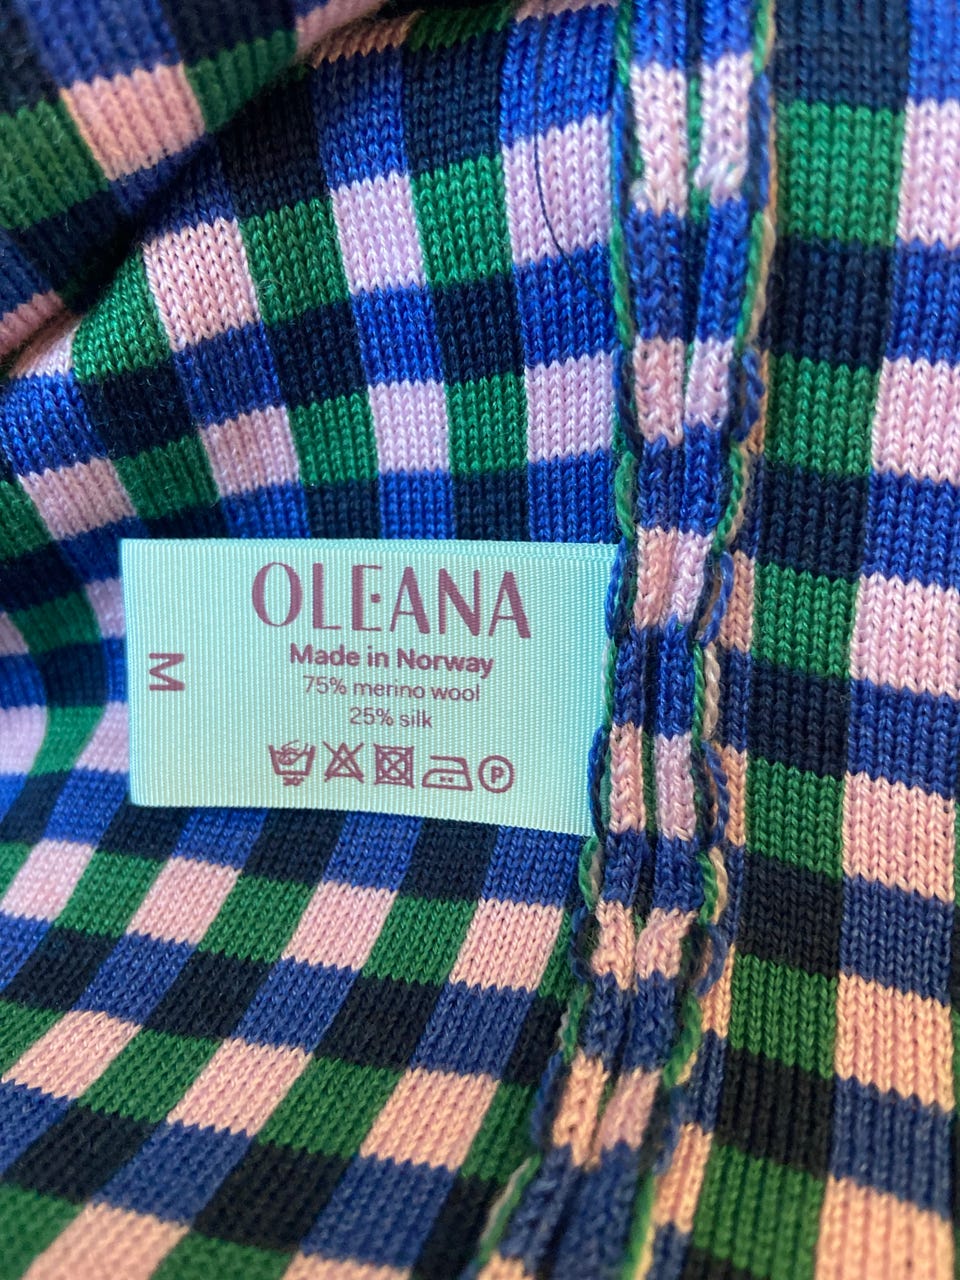 OLEANA
Made in Norway
75% merino wool
25% silk
P
M